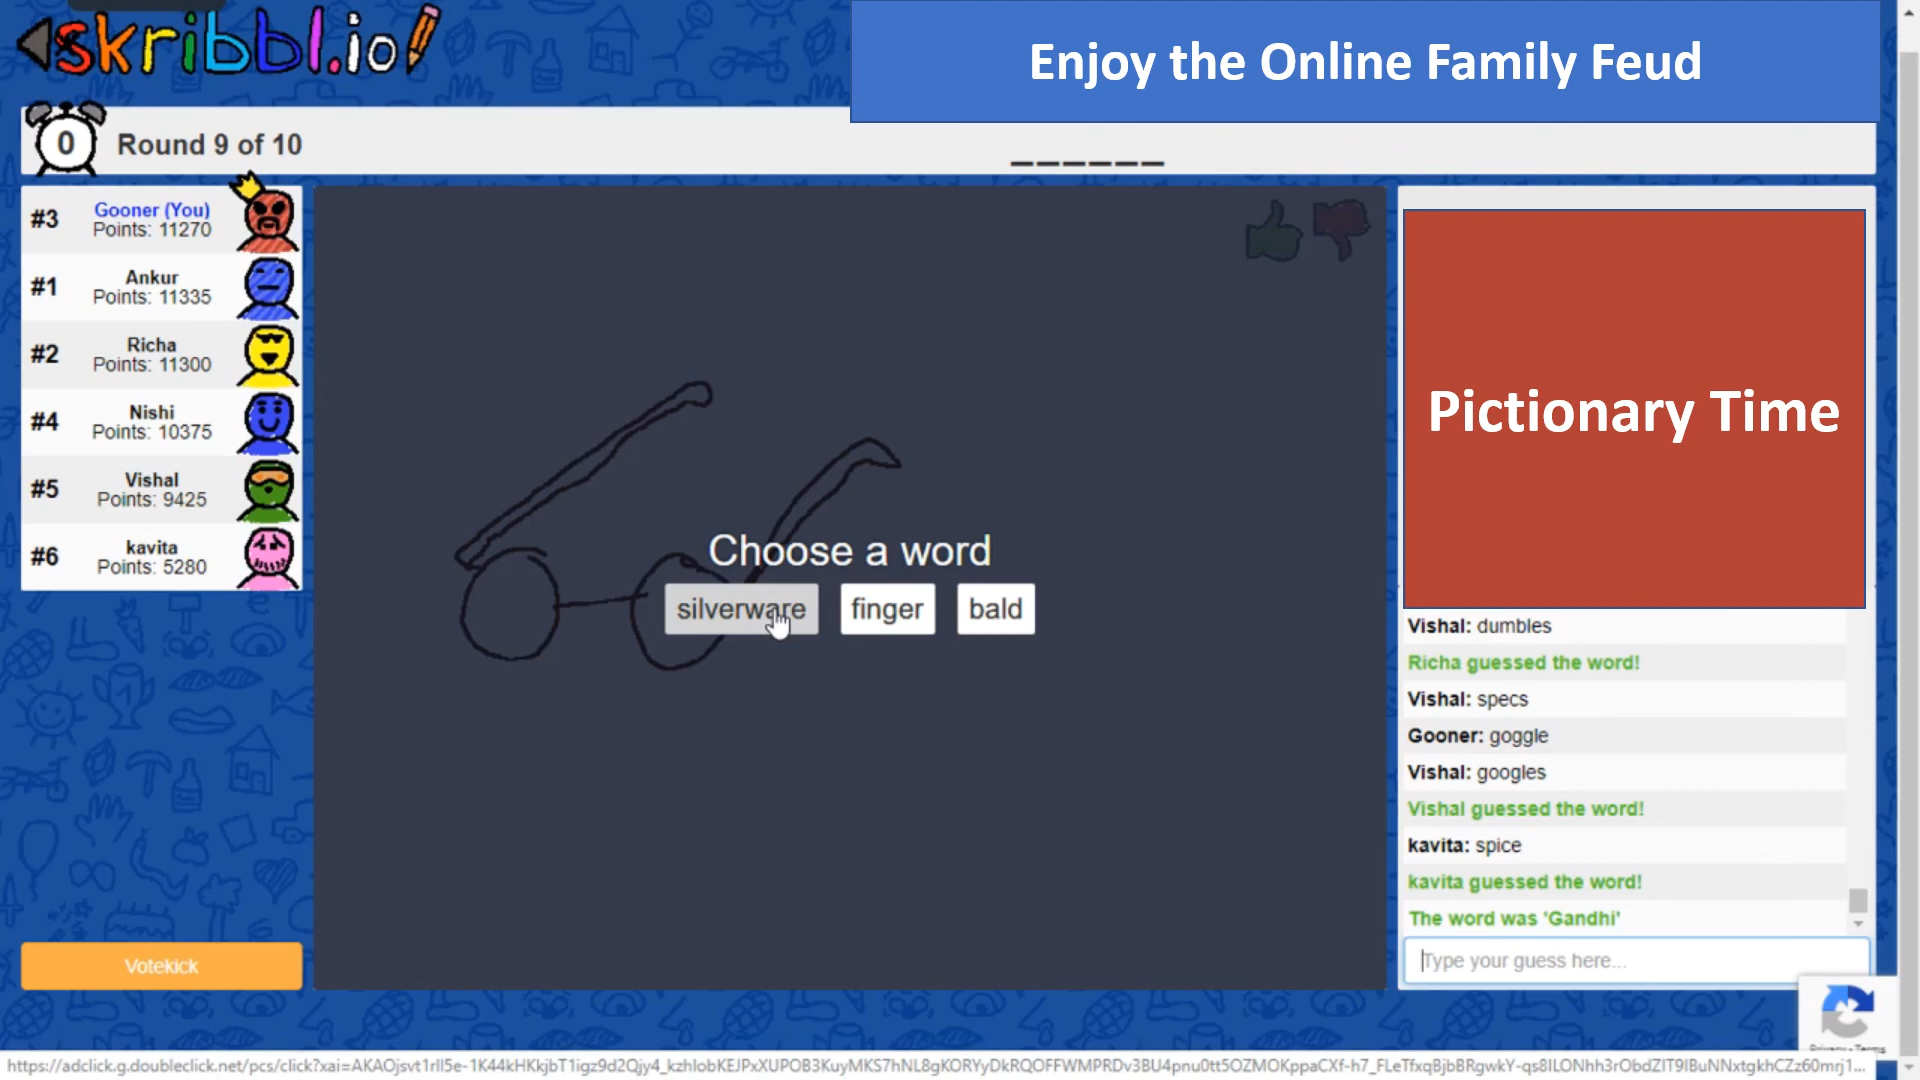 skribbl.io
Enjoy the Online Family Feud
0
Round 9 of 10
______
#3
Gooner (You)
Points: 11270
#1
Ankur
Points: 11335
#2
Richa
Points: 11300
#4
Nishi
Points: 10375
#5
Vishal
Points: 9425
#6
kavita
Points: 5280
Votekick
Choose a word
silverware finger bald
Pictionary Time
Vishal: dumbles
Richa guessed the word!
Vishal: specs
Gooner: goggle
Vishal: googles
Vishal guessed the word!
kavita: spice
kavita guessed the word!
The word was 'Gandhi'
Type your guess here...